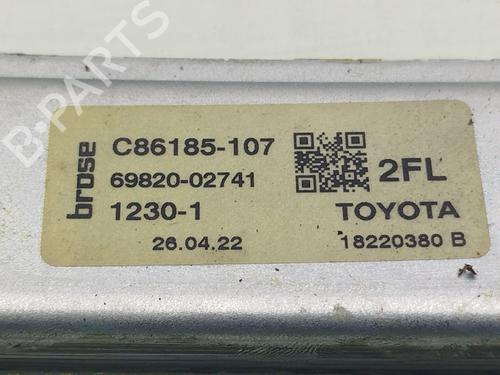 B-PARTS
brose
C86185-107
69820-02741
1230-1
26.04.22
2FL
TOYOTA
18220380 B